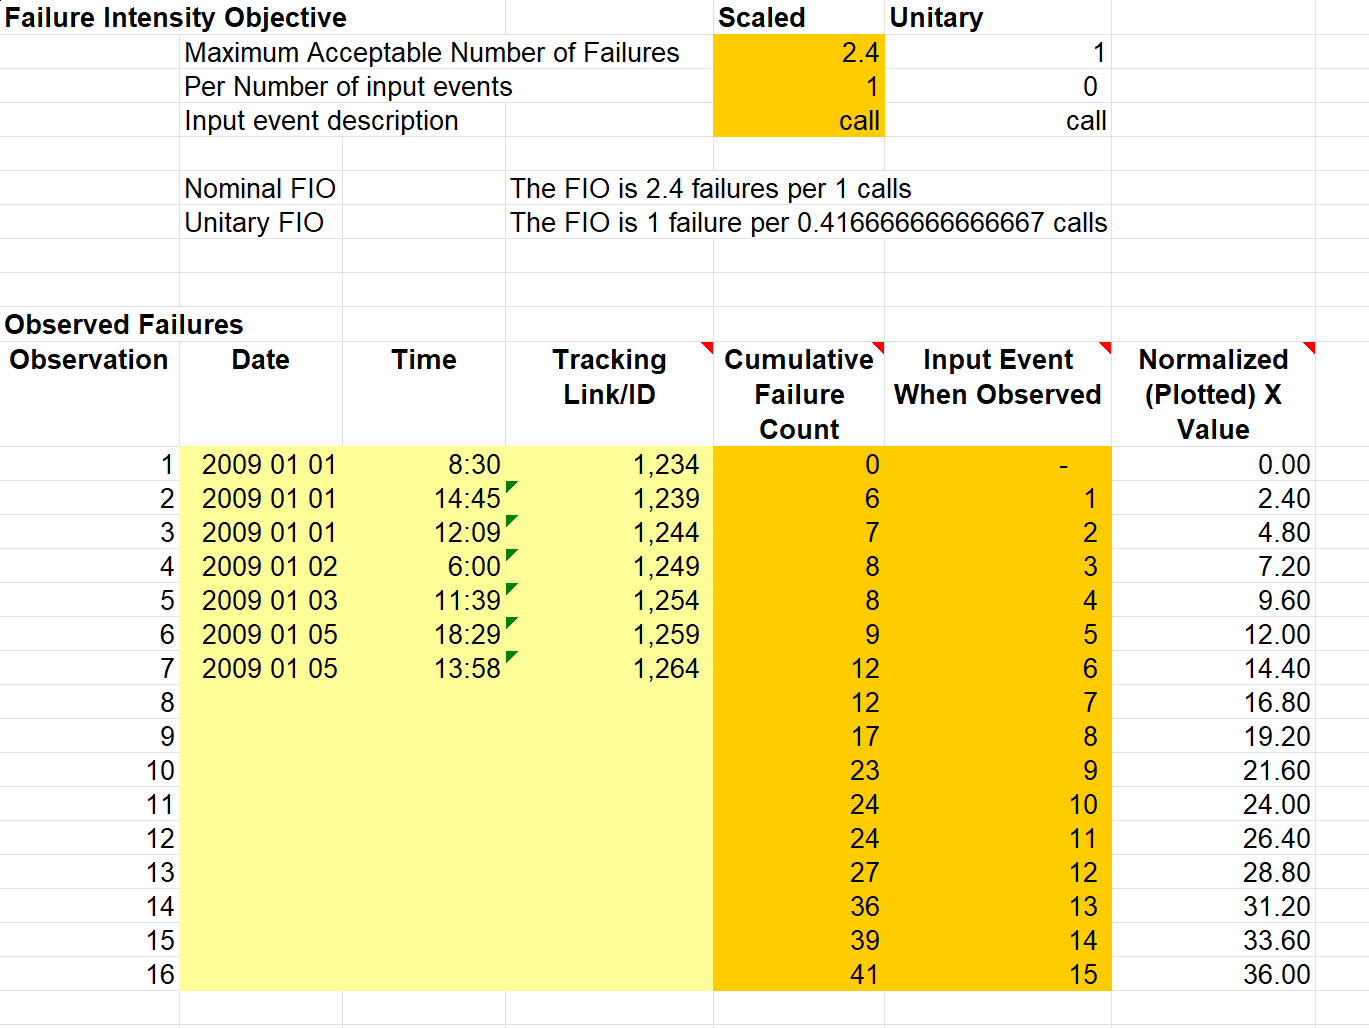 Failure Intensity Objective Scaled Unitary
Maximum Acceptable Number of Failures 2.4 1
Per Number of input events 1 0
Input event description call call
Nominal FIO The FIO is 2.4 failures per 1 calls
Unitary FIO The FIO is 1 failure per 0.416666666666667 calls
Observed Failures
Observation Date Time Tracking Cumulative Input Event Normalized
Link/ID Failure When Observed (Plotted) X
Count Value
1 2009 01 01 8:30 1,234 0 - 0.00
2 2009 01 01 14:45 1,239 6 1 2.40
3 2009 01 01 12:09 1,244 7 2 4.80
4 2009 01 02 6:00 1,249 8 3 7.20
5 2009 01 03 11:39 1,254 8 4 9.60
6 2009 01 05 18:29 1,259 9 5 12.00
7 2009 01 05 13:58 1,264 12 6 14.40
8 12 7 16.80
9 17 8 19.20
10 23 9 21.60
11 24 10 24.00
12 24 11 26.40
13 27 12 28.80
14 36 13 31.20
15 39 14 33.60
16 41 15 36.00